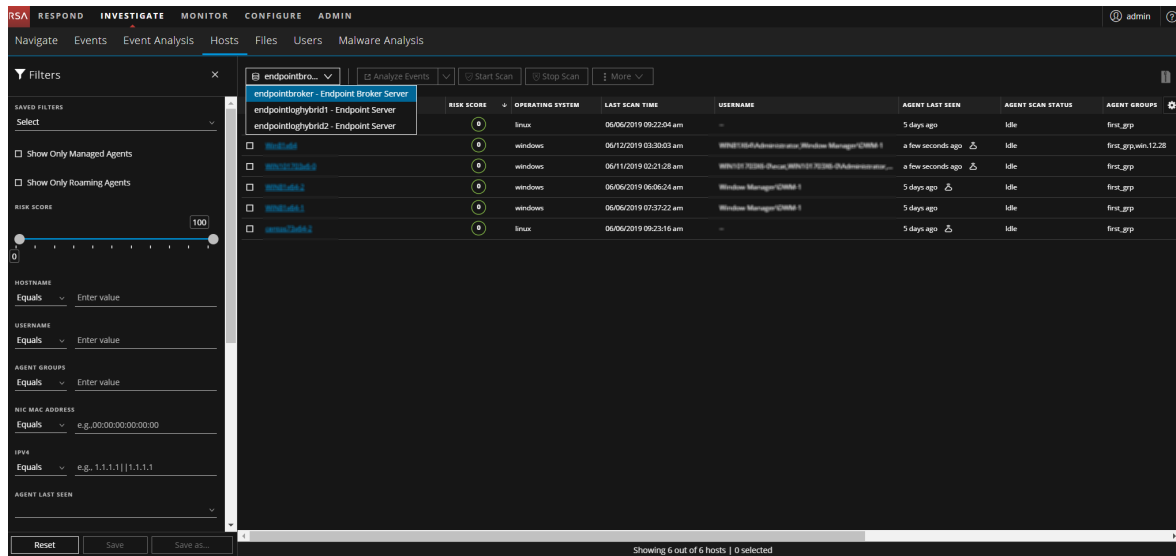 RSA RESPOND INVESTIGATE MONITOR CONFIGURE ADMIN admin
Navigate Events Event Analysis Hosts Files Users Malware Analysis
Filters
endpointbro... Analyze Events Start Scan Stop Scan More
endpointbroker - Endpoint Broker Server
endpointloghybrid1 - Endpoint Server
endpointloghybrid2 - Endpoint Server
SAVED FILTERS
Select
Show Only Managed Agents
Show Only Roaming Agents
RISK SCORE
100
0
HOSTNAME
Equals Enter value
USERNAME
Equals Enter value
AGENT GROUPS
Equals Enter value
NIC MAC ADDRESS
Equals e.g.,00:00:00:00:00:00
IPV4
Equals e.g., 1.1.1.1||1.1.1.1
AGENT LAST SEEN
Reset Save Save as...
RISK SCORE OPERATING SYSTEM LAST SCAN TIME USERNAME AGENT LAST SEEN AGENT SCAN STATUS AGENT GROUPS
0 linux 06/06/2019 09:22:04 am -- 5 days ago Idle first_grp
0 windows 06/12/2019 03:30:03 am a few seconds ago Idle first_grp,win.12.28
0 windows 06/11/2019 02:21:28 am a few seconds ago Idle first_grp
0 windows 06/06/2019 06:06:24 am 5 days ago Idle first_grp
0 windows 06/06/2019 07:37:22 am 5 days ago Idle first_grp
0 linux 06/06/2019 09:23:16 am -- 5 days ago Idle first_grp
Showing 6 out of 6 hosts | 0 selected